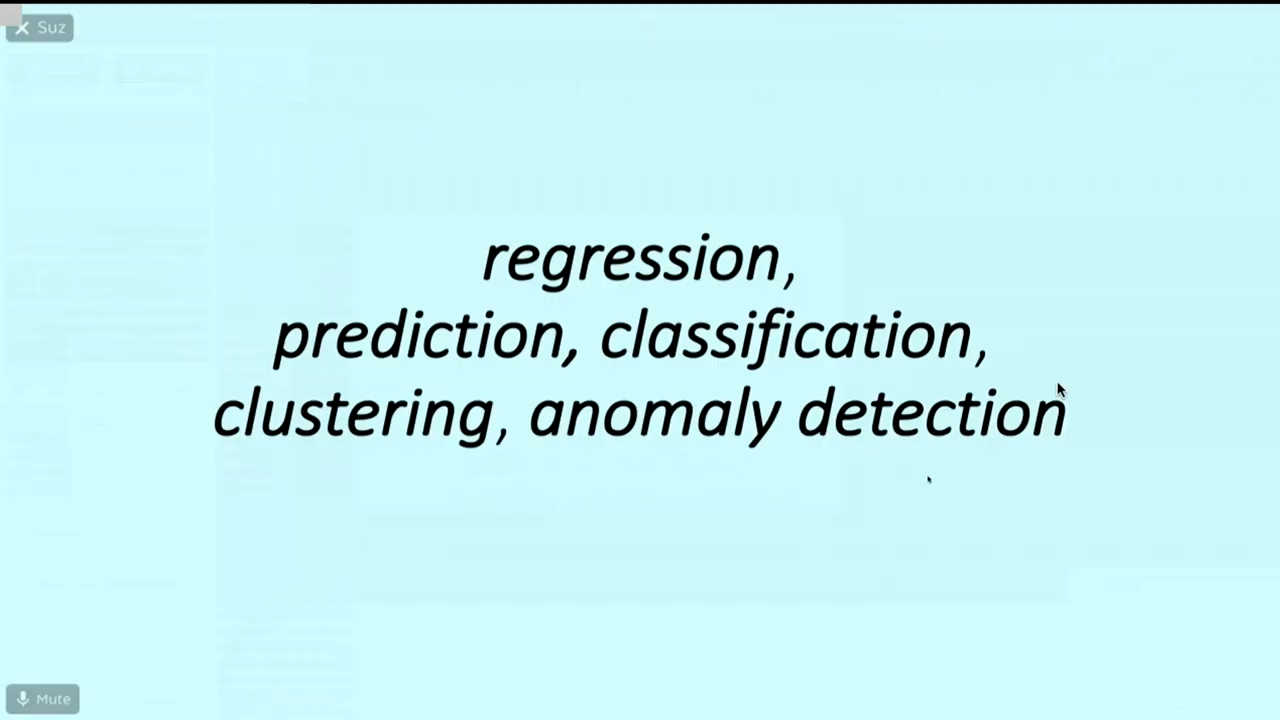 Suz
regression,
prediction, classification,
clustering, anomaly detection
Mute